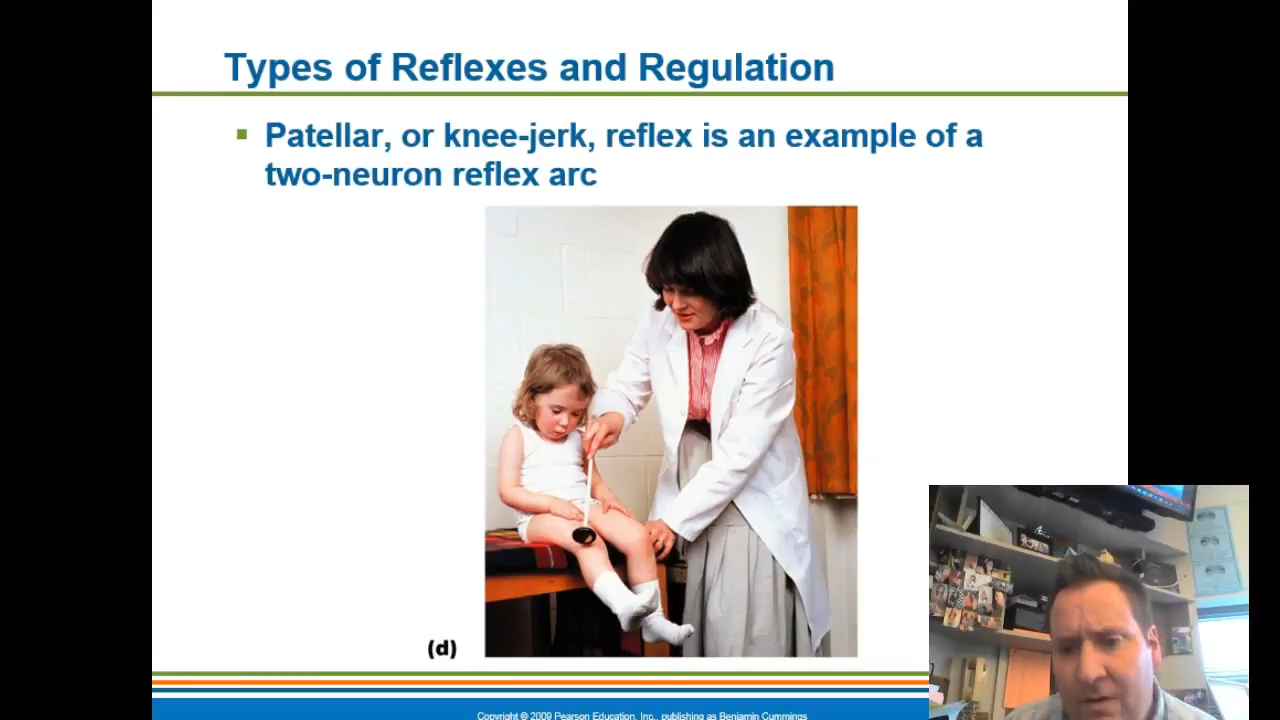 Types of Reflexes and Regulation
Patellar, or knee-jerk, reflex is an example of a
two-neuron reflex arc
(d)
Copyright © 2009 Pearson Education, Inc., publishing as Benjamin Cummings